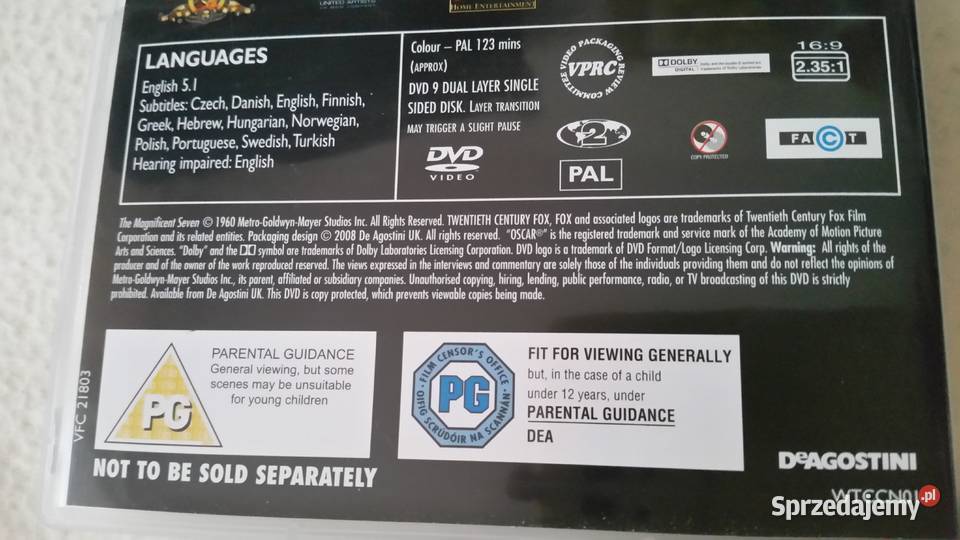 UNITED ARTISTS
HOME ENTERTAINMENT
LANGUAGES
English 5.1
Subtitles: Czech, Danish, English, Finnish,
Greek, Hebrew, Hungarian, Norwegian,
Polish, Portuguese, Swedish, Turkish
Hearing impaired: English
Colour – PAL 123 mins
(APPROX)
DVD 9 DUAL LAYER SINGLE
SIDED DISK. LAYER TRANSITION
MAY TRIGGER A SLIGHT PAUSE
DVD
VIDEO
VIDEO PACKAGING REVIEW COMMITTEE
VPRC
2
PAL
DOLBY
DIGITAL
COPY PROTECTED
16:9
2.35:1
FACT
The Magnificent Seven © 1960 Metro-Goldwyn-Mayer Studios Inc. All Rights Reserved. TWENTIETH CENTURY FOX, FOX and associated logos are trademarks of Twentieth Century Fox Film
Corporation and its related entities. Packaging design © 2008 De Agostini UK. All rights reserved. "OSCAR®" is the registered trademark and service mark of the Academy of Motion Picture
Arts and Sciences. "Dolby" and the symbol are trademarks of Dolby Laboratories Licensing Corporation. DVD logo is a trademark of DVD Format/Logo Licensing Corp. Warning: All rights of the
producer and of the owner of the work reproduced reserved. The views expressed in the interviews and commentary are solely those of the individuals providing them and do not reflect the opinions of
Metro-Goldwyn-Mayer Studios Inc., its parent, affiliated or subsidiary companies. Unauthorised copying, hiring, lending, public performance, radio, or TV broadcasting of this DVD is strictly
prohibited. Available from De Agostini UK. This DVD is copy protected, which prevents viewable copies being made.
VFC 21803
PG
PARENTAL GUIDANCE
General viewing, but some
scenes may be unsuitable
for young children
FILM CENSOR'S OFFICE
PG
OIFIG SCRÚDÓIR NA SCANNÁN
FIT FOR VIEWING GENERALLY
but, in the case of a child
under 12 years, under
PARENTAL GUIDANCE
DEA
NOT TO BE SOLD SEPARATELY
DeAGOSTINI
WTCCN01
Sprzedajemy.pl